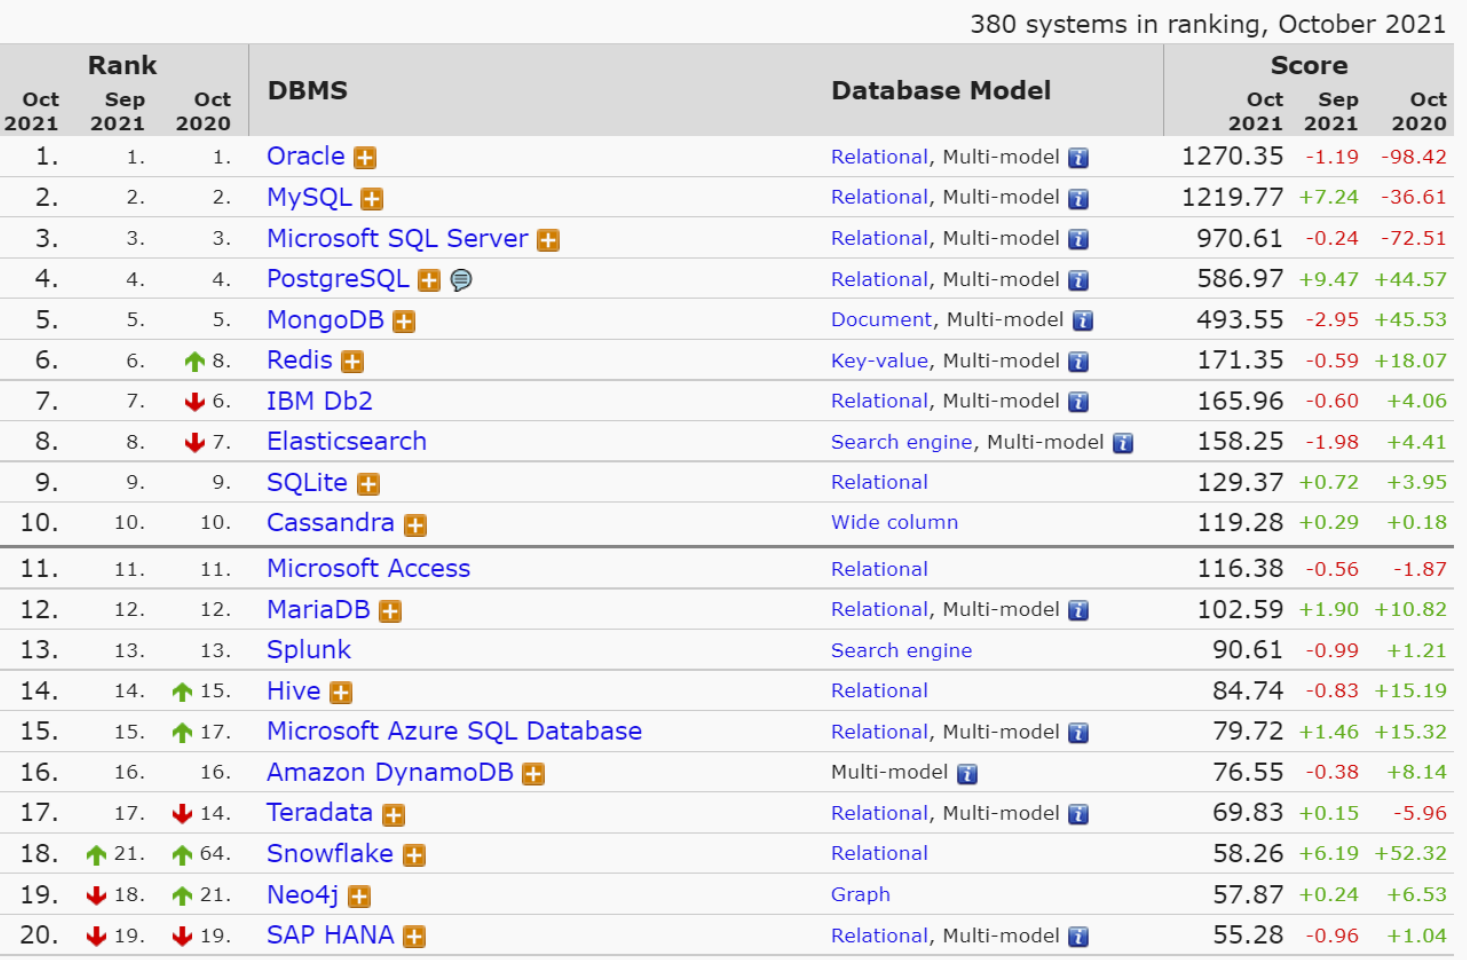 380 systems in ranking, October 2021
Rank Score
Oct 2021 Sep 2021 Oct 2020 DBMS Database Model Oct 2021 Sep 2021 Oct 2020
1. 1. 1. Oracle Relational, Multi-model 1270.35 -1.19 -98.42
2. 2. 2. MySQL Relational, Multi-model 1219.77 +7.24 -36.61
3. 3. 3. Microsoft SQL Server Relational, Multi-model 970.61 -0.24 -72.51
4. 4. 4. PostgreSQL Relational, Multi-model 586.97 +9.47 +44.57
5. 5. 5. MongoDB Document, Multi-model 493.55 -2.95 +45.53
6. 6. 8. Redis Key-value, Multi-model 171.35 -0.59 +18.07
7. 7. 6. IBM Db2 Relational, Multi-model 165.96 -0.60 +4.06
8. 8. 7. Elasticsearch Search engine, Multi-model 158.25 -1.98 +4.41
9. 9. 9. SQLite Relational 129.37 +0.72 +3.95
10. 10. 10. Cassandra Wide column 119.28 +0.29 +0.18
11. 11. 11. Microsoft Access Relational 116.38 -0.56 -1.87
12. 12. 12. MariaDB Relational, Multi-model 102.59 +1.90 +10.82
13. 13. 13. Splunk Search engine 90.61 -0.99 +1.21
14. 14. 15. Hive Relational 84.74 -0.83 +15.19
15. 15. 17. Microsoft Azure SQL Database Relational, Multi-model 79.72 +1.46 +15.32
16. 16. 16. Amazon DynamoDB Multi-model 76.55 -0.38 +8.14
17. 17. 14. Teradata Relational, Multi-model 69.83 +0.15 -5.96
18. 21. 64. Snowflake Relational 58.26 +6.19 +52.32
19. 18. 21. Neo4j Graph 57.87 +0.24 +6.53
20. 19. 19. SAP HANA Relational, Multi-model 55.28 -0.96 +1.04